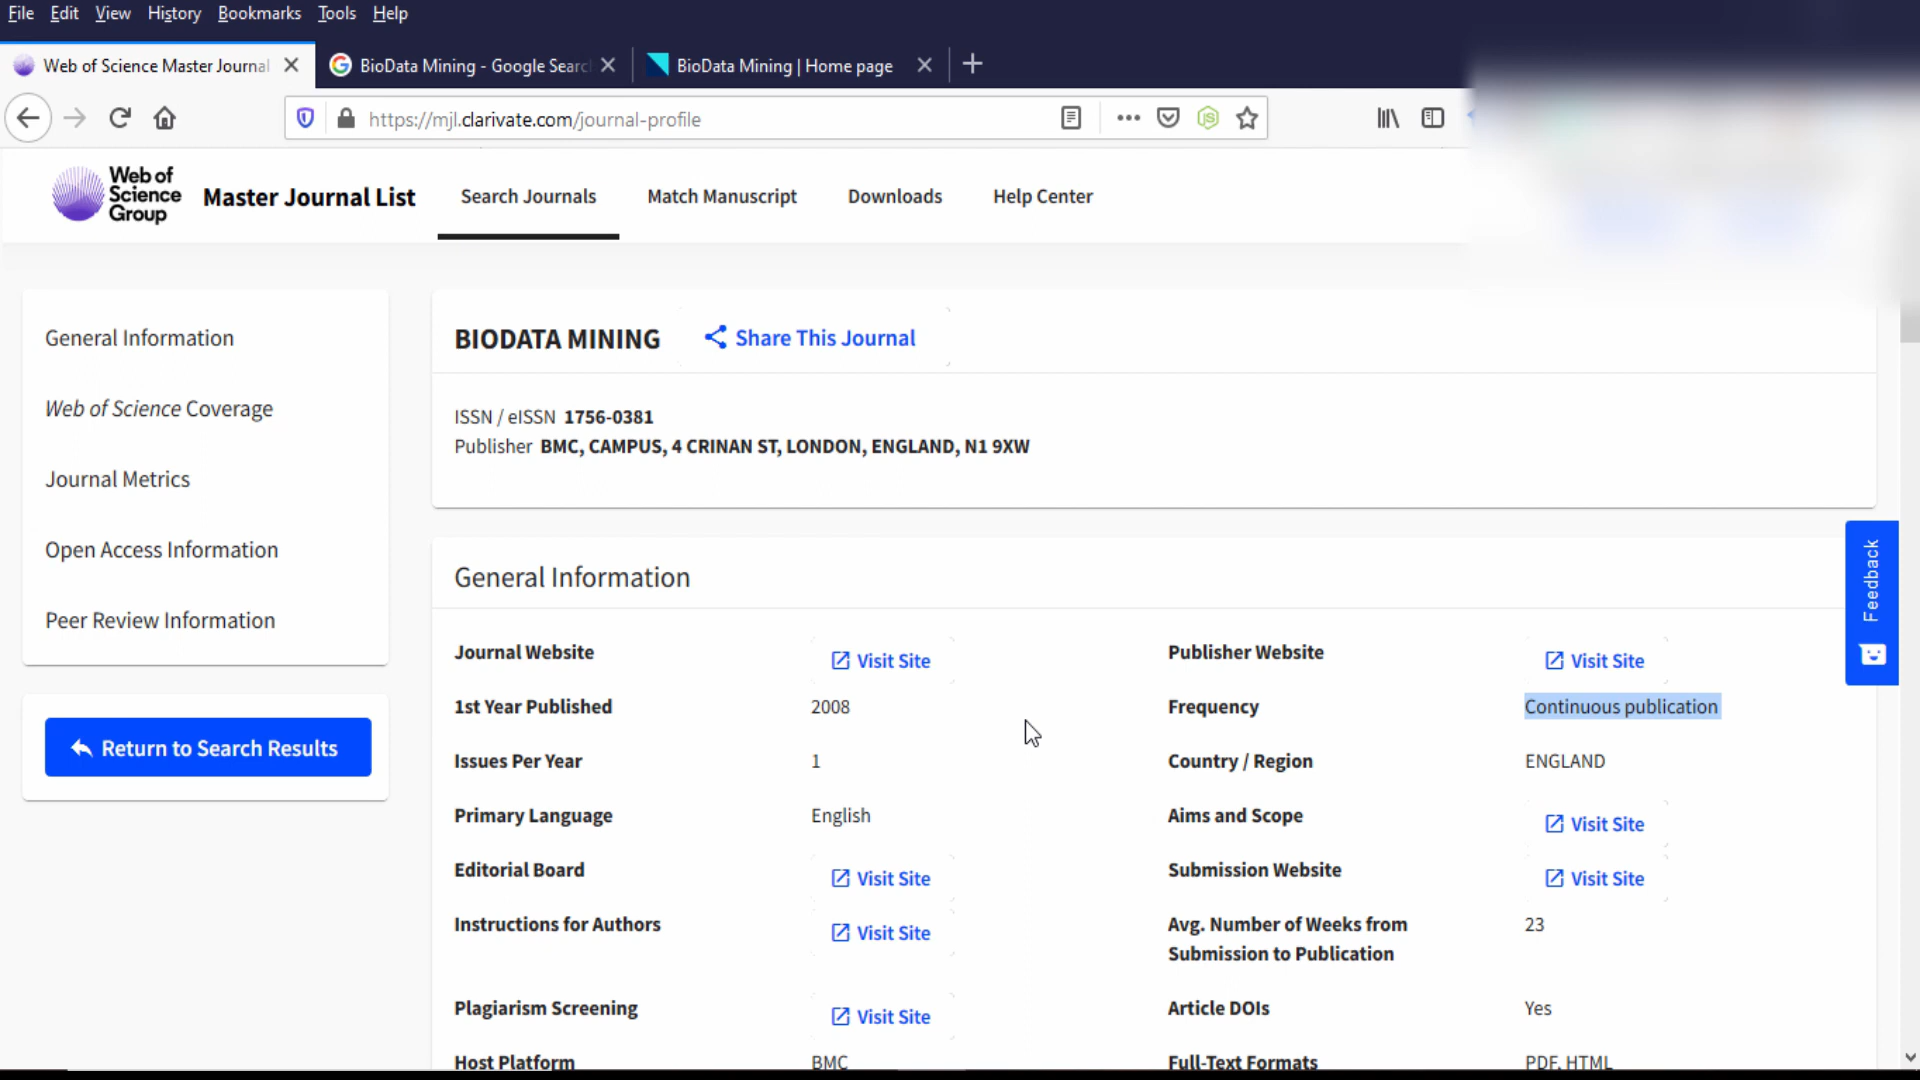 File Edit View History Bookmarks Tools Help
Web of Science Master Journal
BioData Mining - Google Searc
BioData Mining | Home page
https://mjl.clarivate.com/journal-profile
Web of
Science
Group
Master Journal List
Search Journals
Match Manuscript
Downloads
Help Center
General Information
Web of Science Coverage
Journal Metrics
Open Access Information
Peer Review Information
Return to Search Results
BIODATA MINING
Share This Journal
ISSN / eISSN 1756-0381
Publisher BMC, CAMPUS, 4 CRINAN ST, LONDON, ENGLAND, N1 9XW
General Information
Journal Website Visit Site Publisher Website Visit Site
1st Year Published 2008 Frequency Continuous publication
Issues Per Year 1 Country / Region ENGLAND
Primary Language English Aims and Scope Visit Site
Editorial Board Visit Site Submission Website Visit Site
Instructions for Authors Visit Site Avg. Number of Weeks from 23
Submission to Publication
Plagiarism Screening Visit Site Article DOIs Yes
Host Platform BMC Full-Text Formats PDF, HTML
Feedback